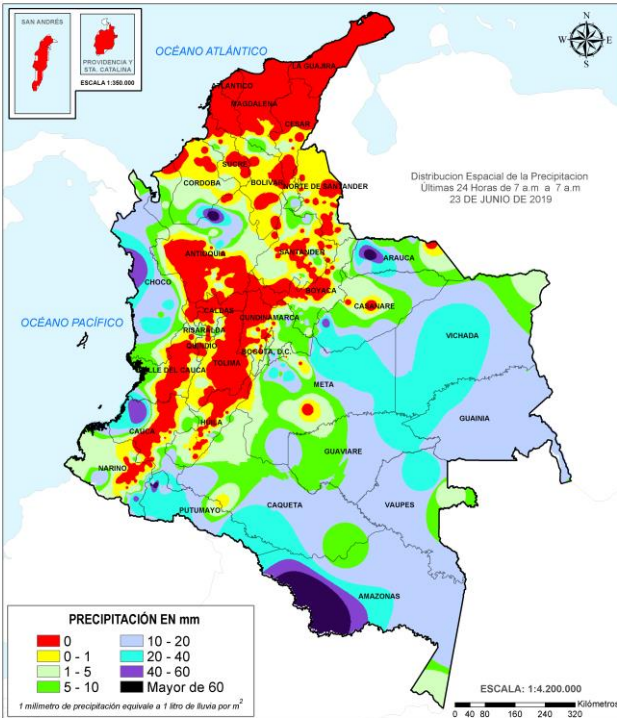 SAN ANDRÉS
PROVIDENCIA Y
STA. CATALINA
ESCALA 1:350.000
OCÉANO ATLÁNTICO
N
W
E
S
LA GUAJIRA
ATLANTICO
MAGDALENA
CESAR
Distribucion Espacial de la Precipitacion
Últimas 24 Horas de 7 a.m a 7 a.m
23 DE JUNIO DE 2019
SUCRE
CORDOBA
BOLIVAR
NORTE DE SANTANDER
ANTIOQUIA
SANTANDER
ARAUCA
CHOCO
BOYACA
CASANARE
OCÉANO PACÍFICO
CALDAS
CUNDINAMARCA
RISARALDA
VICHADA
QUINDIO
BOGOTA, D.C.
TOLIMA
VALLE DEL CAUCA
META
GUAINIA
CAUCA
HUILA
GUAVIARE
NARIÑO
CAQUETA
VAUPES
PUTUMAYO
AMAZONAS
PRECIPITACIÓN EN mm
0
10 - 20
0 - 1
20 - 40
1 - 5
40 - 60
5 - 10
Mayor de 60
1 milimetro de precipitación equivale a 1 litro de lluvia por m2
ESCALA: 1:4.200.000
Kilómetros
0 40 80 160 240 320